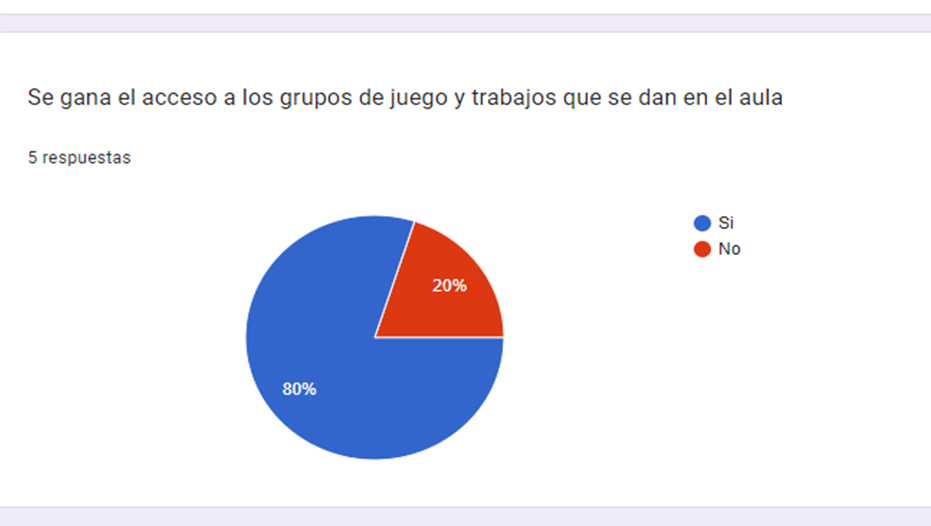 Se gana el acceso a los grupos de juego y trabajos que se dan en el aula
5 respuestas
Si
No
20%
80%